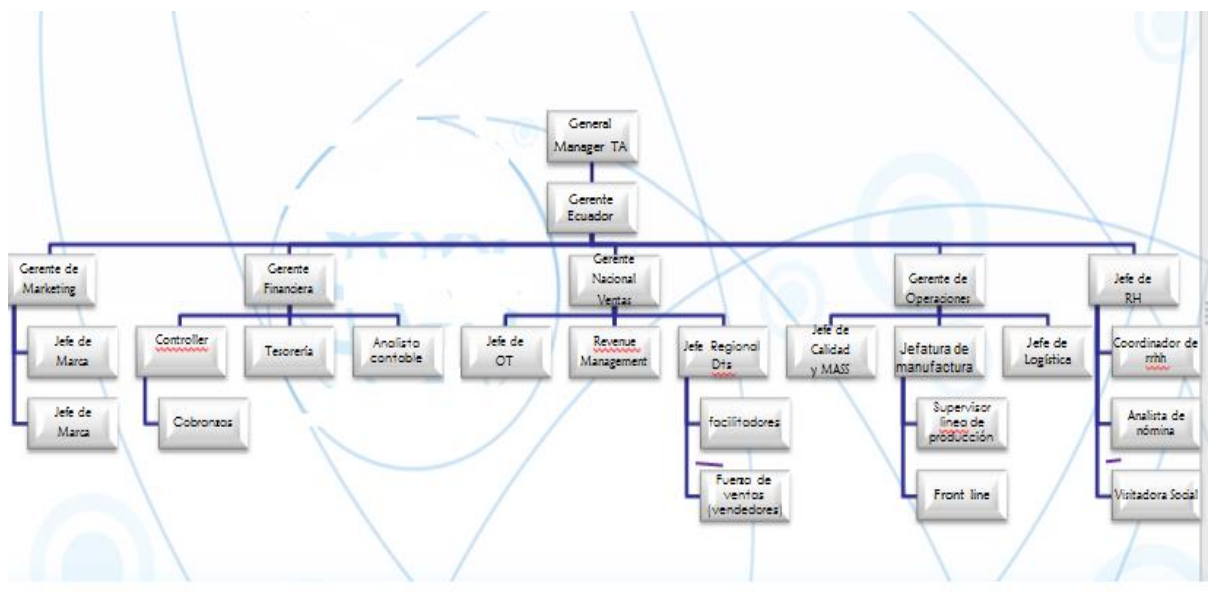 General
Manager TA
Gerente
Ecuador
Gerente de
Marketing
Gerente
Financiera
Gerente
Nacional
Ventas
Gerente de
Operaciones
Jefe de
RH
Jefe de
Marca
Jefe de
Marca
Controller
Cobranzas
Tesorería
Analista
contable
Jefe de
OT
Revenue
Management
Jefe Regional
Dts
facilitadores
Fuerza de
ventas
(vendedores)
Jefe de
Calidad
y MASS
Jefatura de
manufactura
Supervisor
linea de
producción
Front line
Jefe de
Logística
Coordinador de
rrhh
Analista de
nómina
Visitadora Social